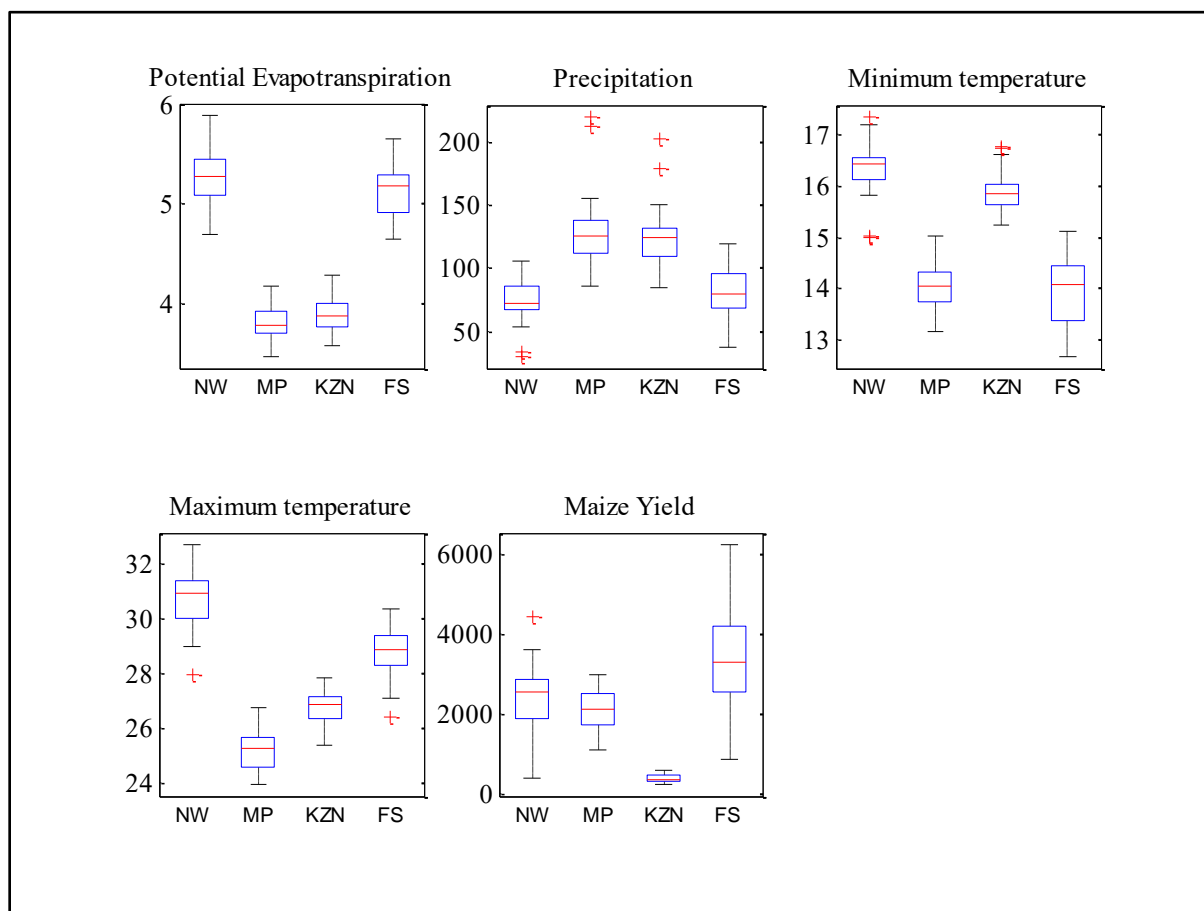 Potential Evapotranspiration
6
5
4
NW MP KZN FS
Precipitation
200
150
100
50
NW MP KZN FS
Minimum temperature
17
16
15
14
13
NW MP KZN FS
Maximum temperature
32
30
28
26
24
NW MP KZN FS
Maize Yield
6000
4000
2000
0
NW MP KZN FS